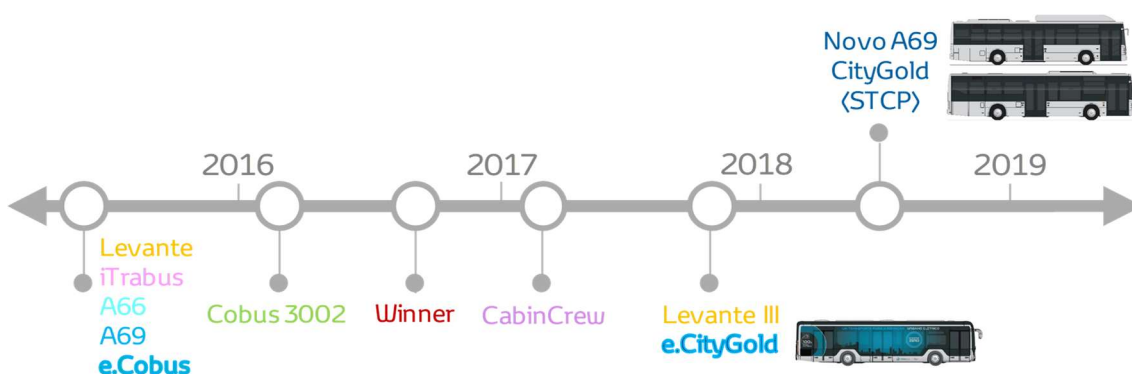 Novo A69
CityGold
(STCP)
2016
2017
2018
2019
Levante
iTrabus
A66
A69
e.Cobus
Cobus 3002
Winner
CabinCrew
Levante III
e.CityGold